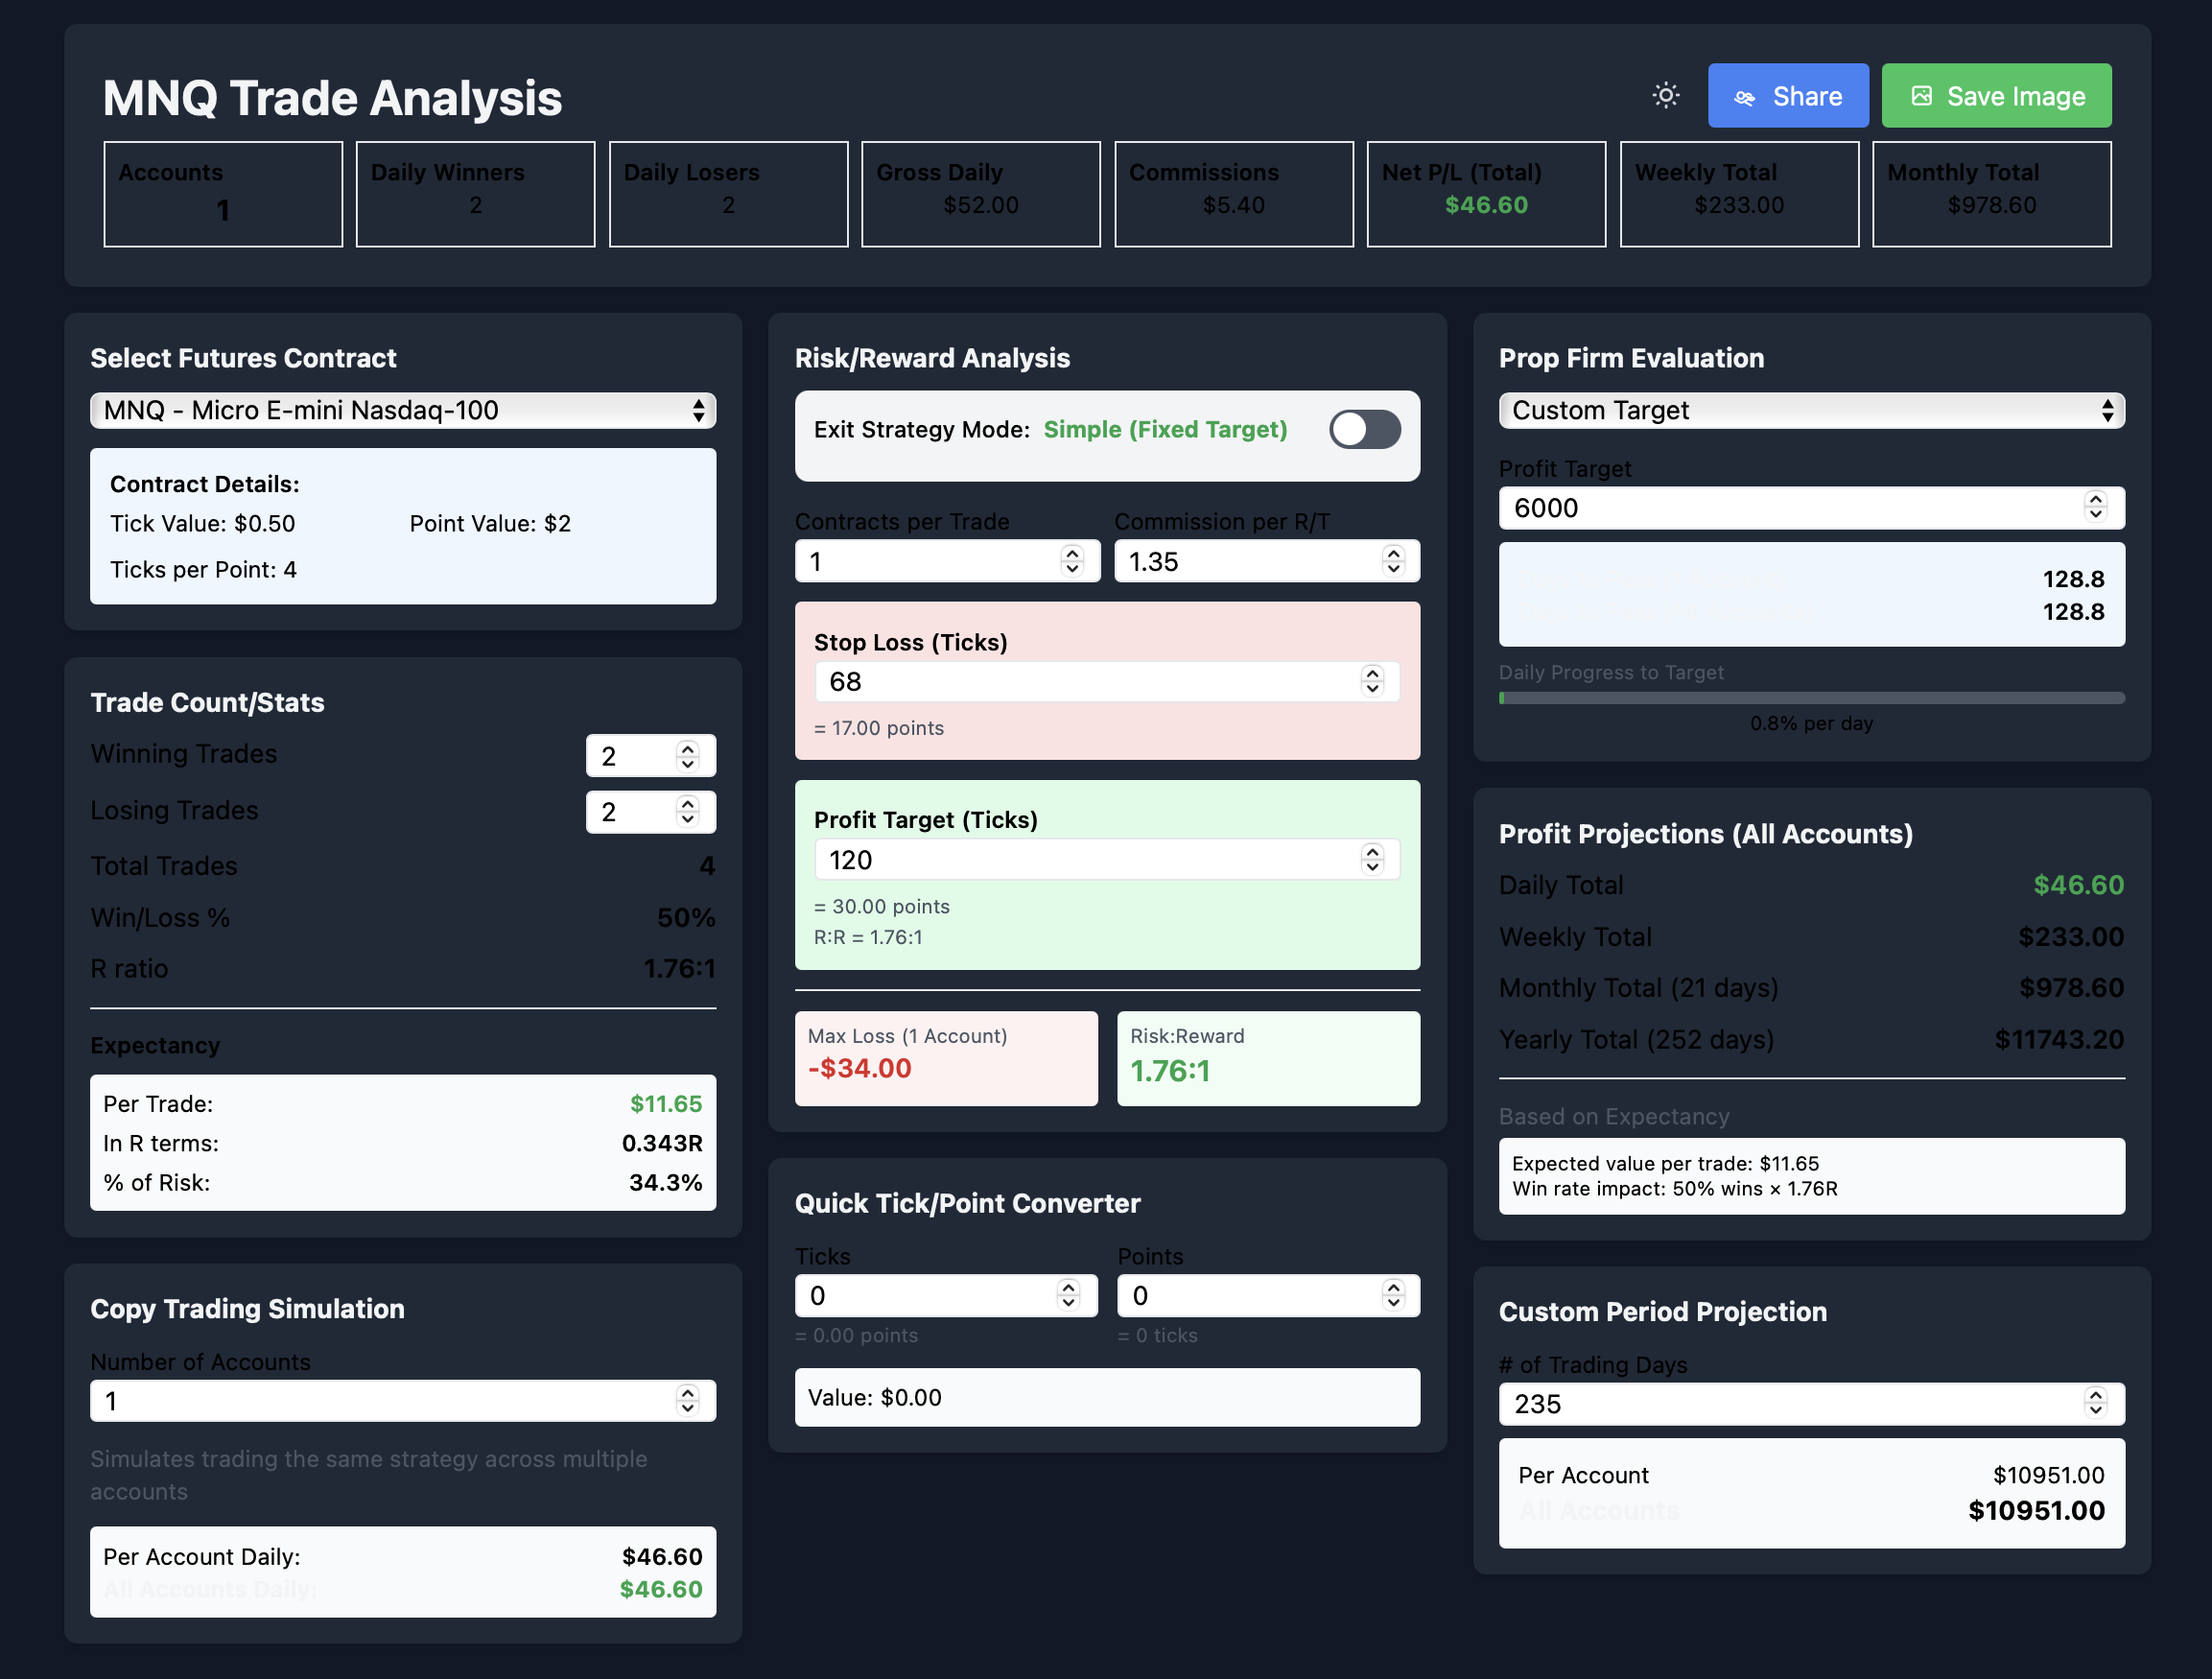 MNQ Trade Analysis
Share
Save Image
Accounts
1
Daily Winners
2
Daily Losers
2
Gross Daily
$52.00
Commissions
$5.40
Net P/L (Total)
$46.60
Weekly Total
$233.00
Monthly Total
$978.60
Select Futures Contract
MNQ - Micro E-mini Nasdaq-100
Contract Details:
Tick Value: $0.50
Point Value: $2
Ticks per Point: 4
Trade Count/Stats
Winning Trades
2
Losing Trades
2
Total Trades
4
Win/Loss %
50%
R ratio
1.76:1
Expectancy
Per Trade:
$11.65
In R terms:
0.343R
% of Risk:
34.3%
Copy Trading Simulation
Number of Accounts
1
Simulates trading the same strategy across multiple
accounts
Per Account Daily:
$46.60
All Accounts Daily:
$46.60
Risk/Reward Analysis
Exit Strategy Mode: Simple (Fixed Target)
Contracts per Trade
1
Commission per R/T
1.35
Stop Loss (Ticks)
68
= 17.00 points
Profit Target (Ticks)
120
= 30.00 points
R:R = 1.76:1
Max Loss (1 Account)
-$34.00
Risk:Reward
1.76:1
Quick Tick/Point Converter
Ticks
0
= 0.00 points
Points
0
= 0 ticks
Value: $0.00
Prop Firm Evaluation
Custom Target
Profit Target
6000
128.8
128.8
Daily Progress to Target
0.8% per day
Profit Projections (All Accounts)
Daily Total
$46.60
Weekly Total
$233.00
Monthly Total (21 days)
$978.60
Yearly Total (252 days)
$11743.20
Based on Expectancy
Expected value per trade: $11.65
Win rate impact: 50% wins × 1.76R
Custom Period Projection
# of Trading Days
235
Per Account
$10951.00
All Accounts
$10951.00